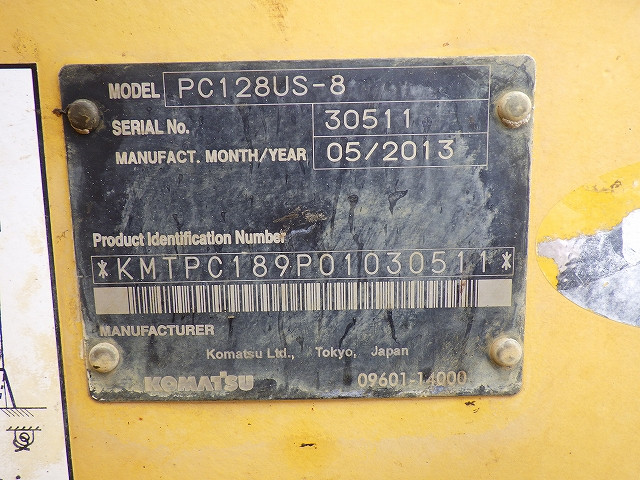 MODEL PC128US-8
SERIAL No. 30511
MANUFACT. MONTH/YEAR 05/2013
Product Identification Number
*KMTPC189P01030511*
MANUFACTURER
Komatsu Ltd., Tokyo, Japan
KOMATSU 09601-14000